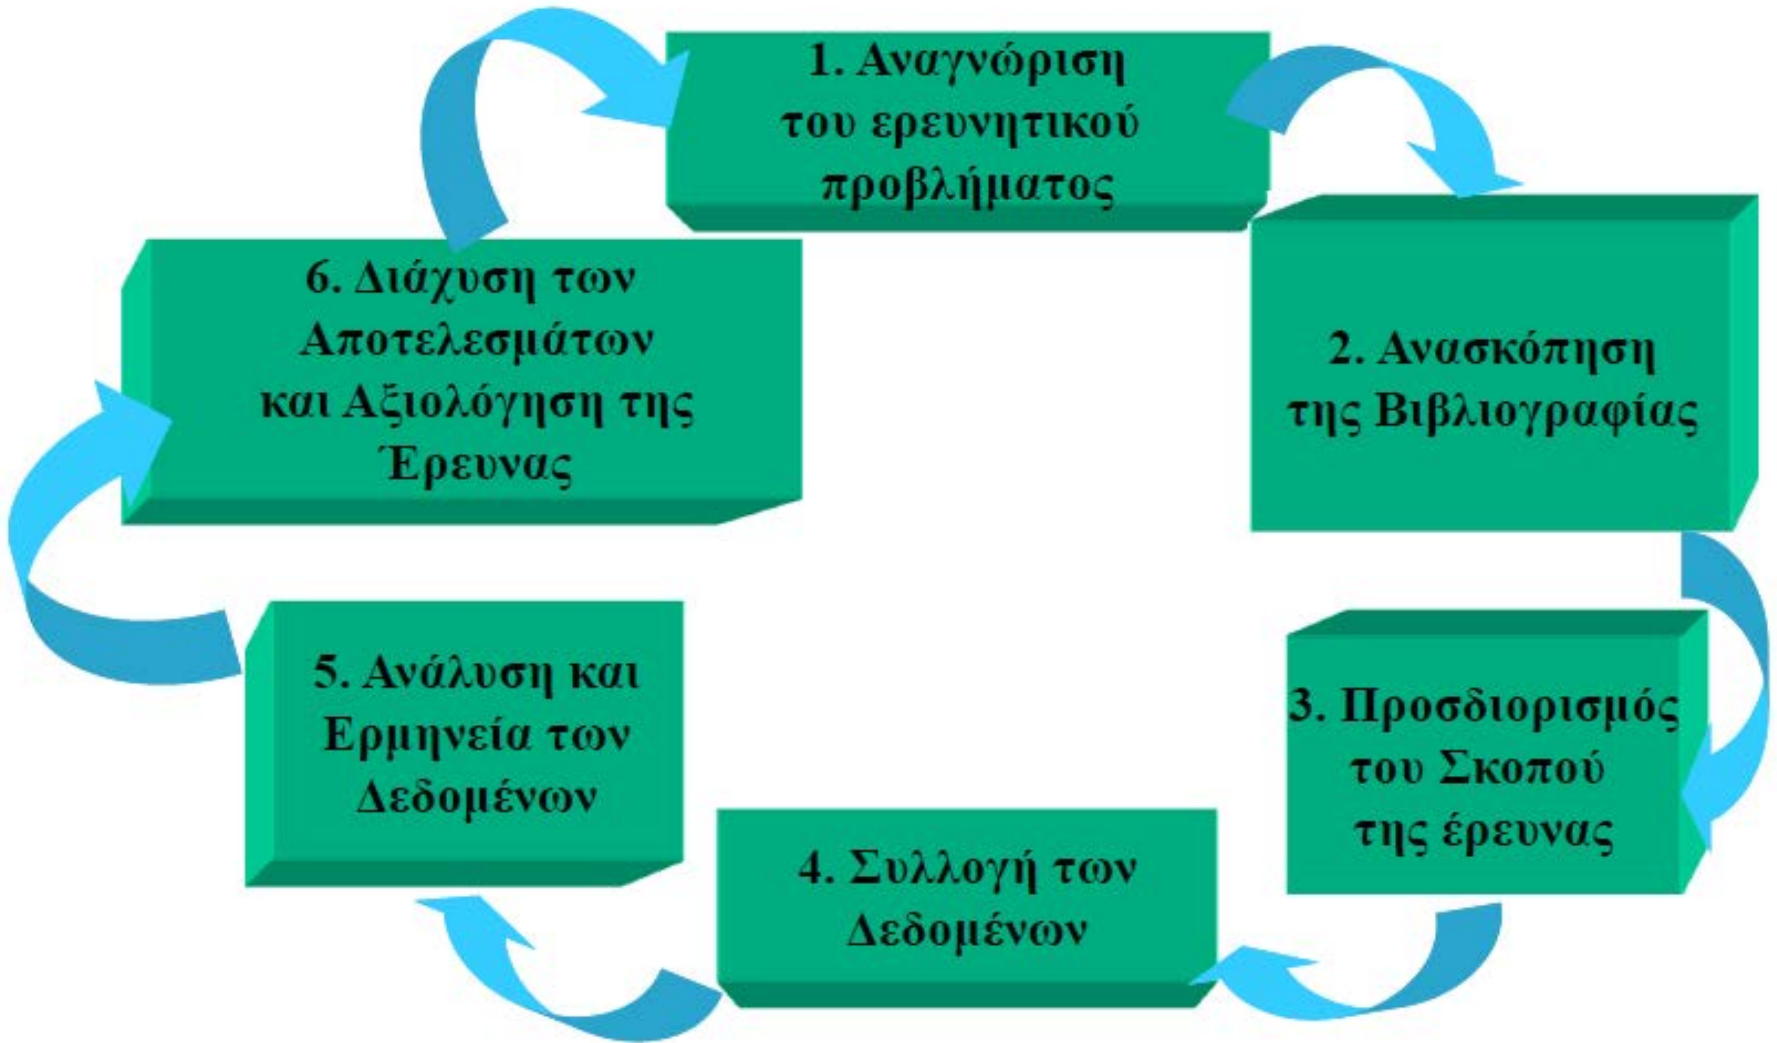 1. Αναγνώριση
του ερευνητικού
προβλήματος
2. Ανασκόπηση
της Βιβλιογραφίας
3. Προσδιορισμός
του Σκοπού
της έρευνας
4. Συλλογή των
Δεδομένων
5. Ανάλυση και
Ερμηνεία των
Δεδομένων
6. Διάχυση των
Αποτελεσμάτων
και Αξιολόγηση της
Έρευνας